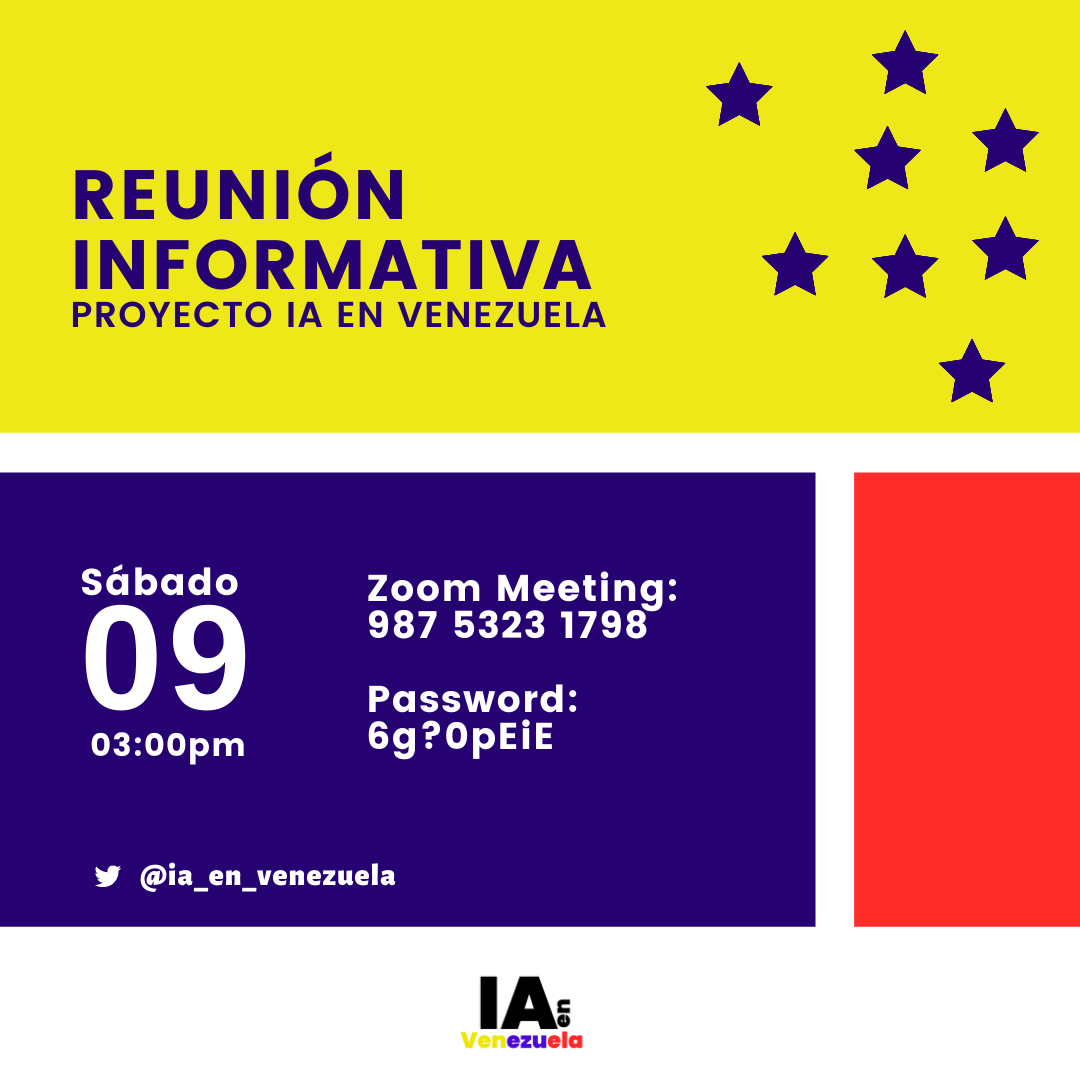 REUNIÓN
INFORMATIVA
PROYECTO IA EN VENEZUELA
Sábado
09
03:00pm
Zoom Meeting:
987 5323 1798
Password:
6g?0pEiE
@ia_en_venezuela
IA en
Venezuela